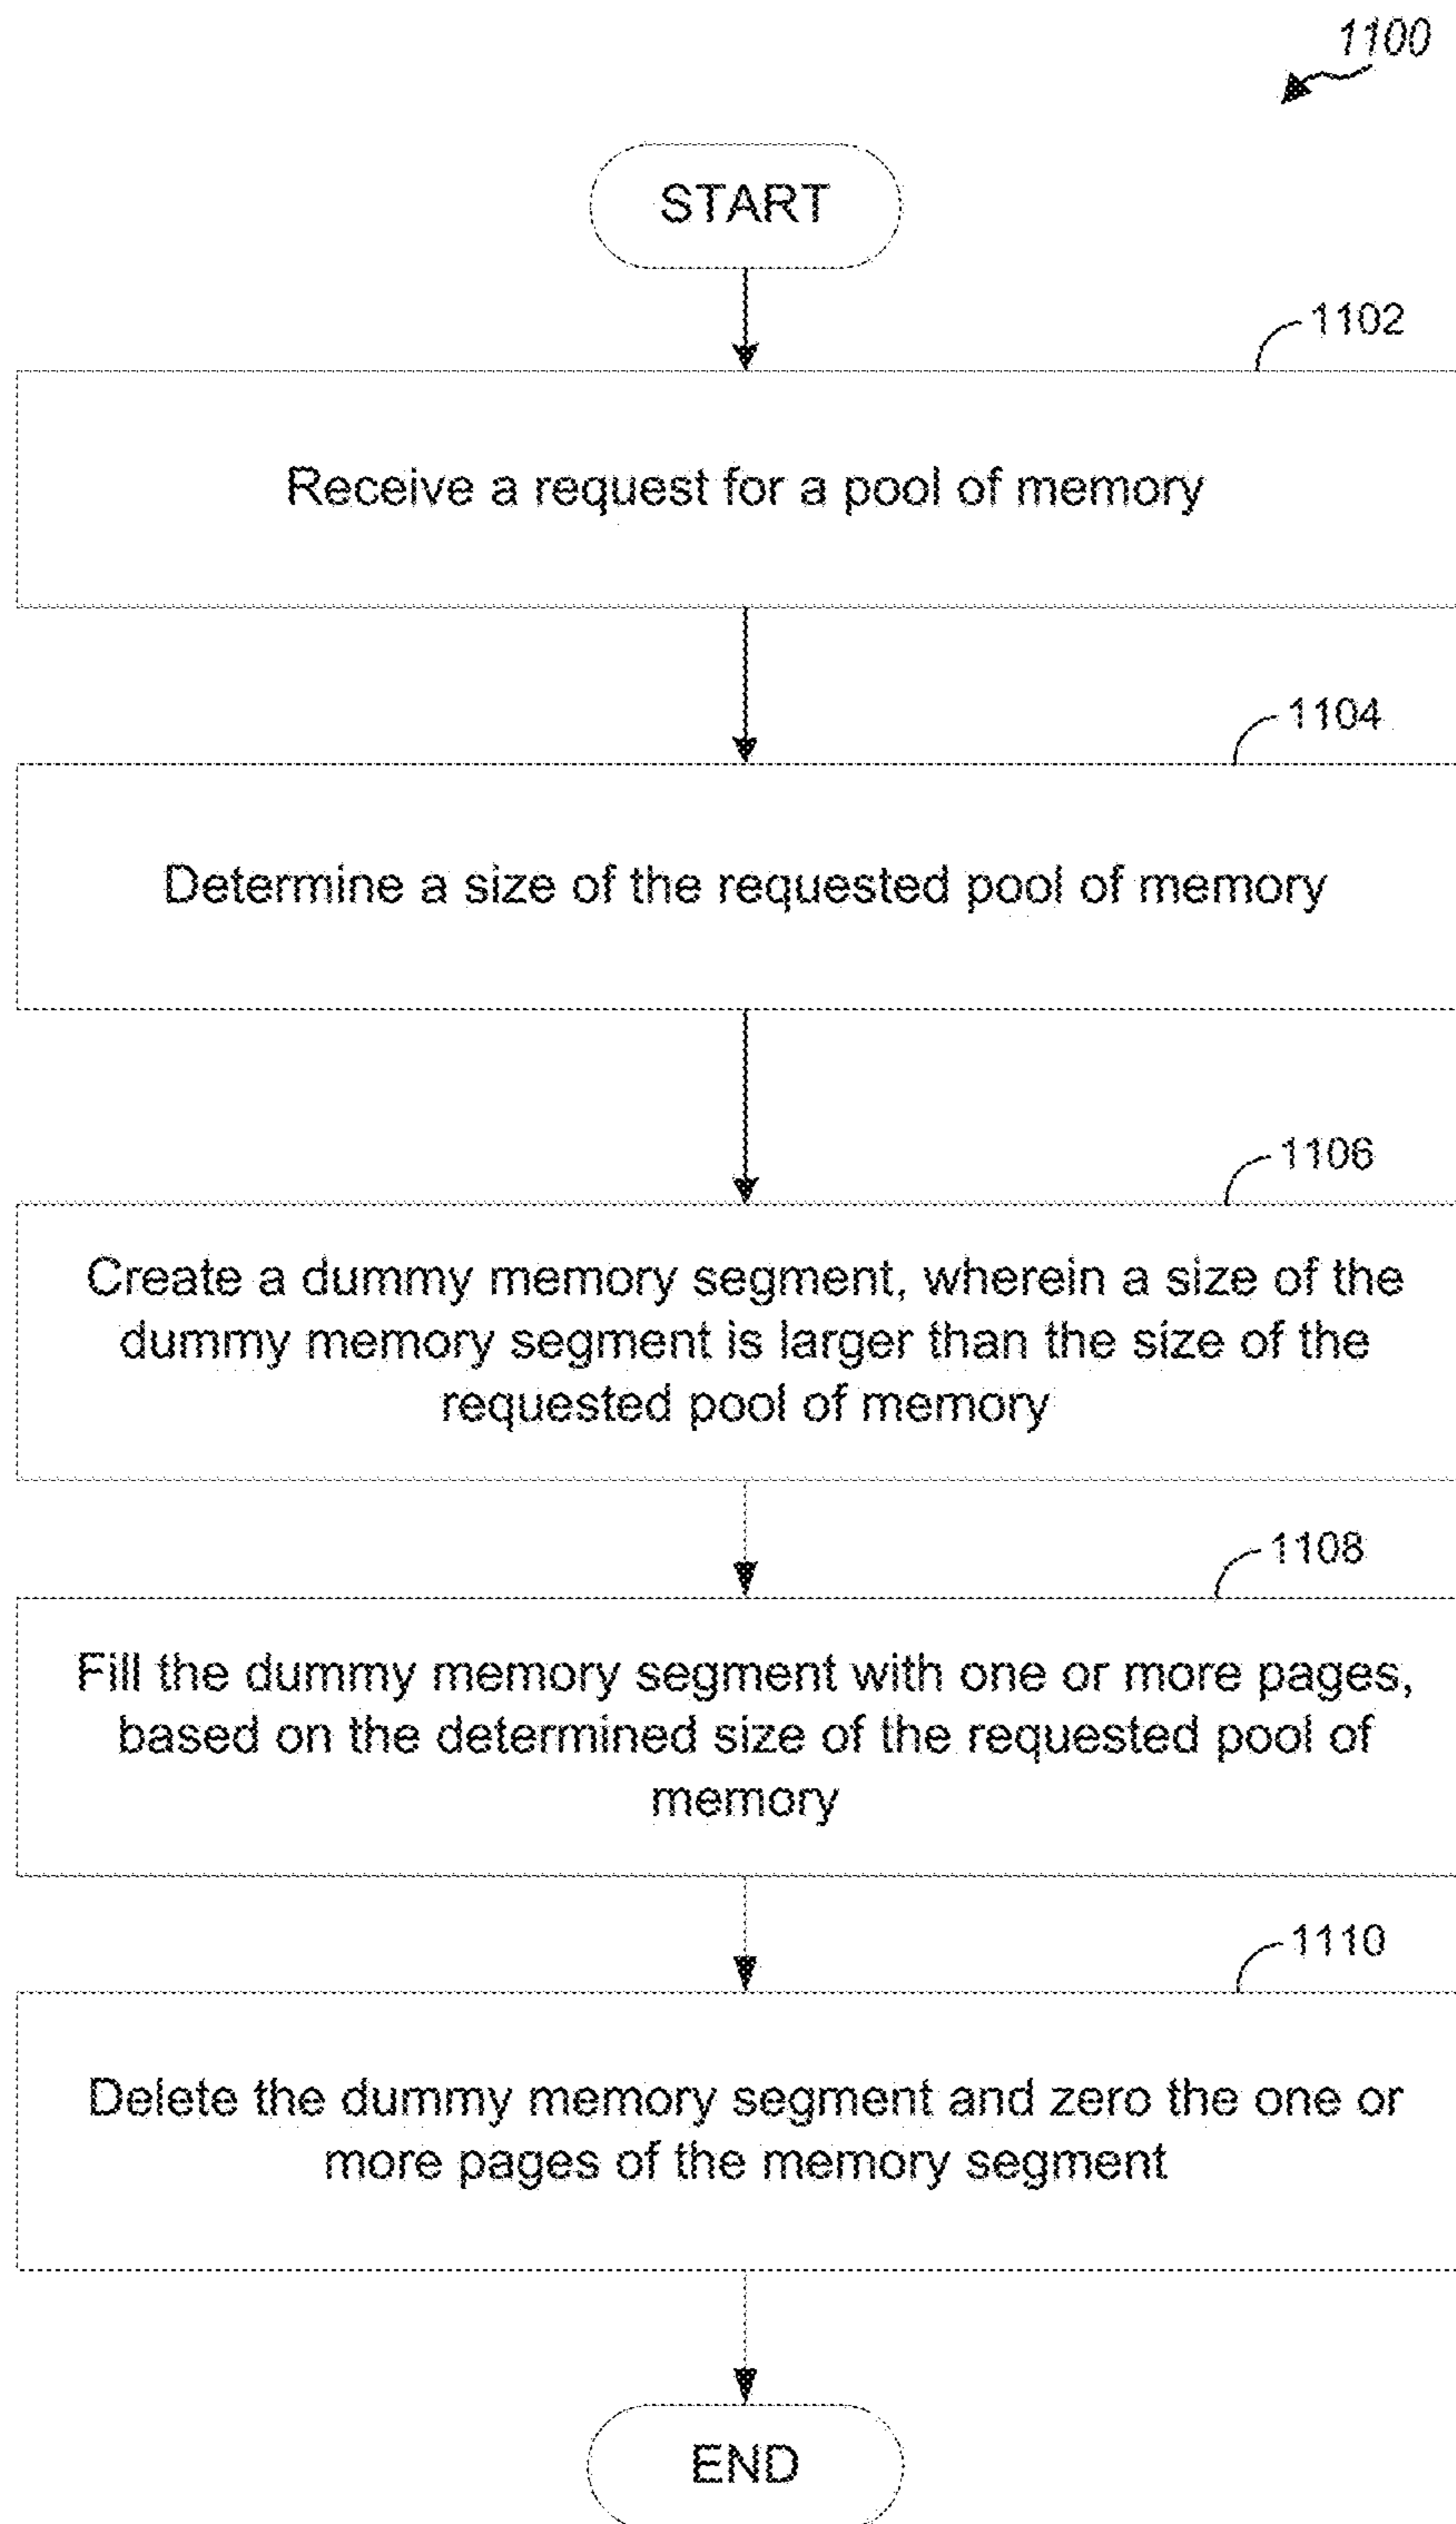 1100
START
1102
Receive a request for a pool of memory
1104
Determine a size of the requested pool of memory
1106
Create a dummy memory segment, wherein a size of the
dummy memory segment is larger than the size of the
requested pool of memory
1108
Fill the dummy memory segment with one or more pages,
based on the determined size of the requested pool of
memory
1110
Delete the dummy memory segment and zero the one or
more pages of the memory segment
END